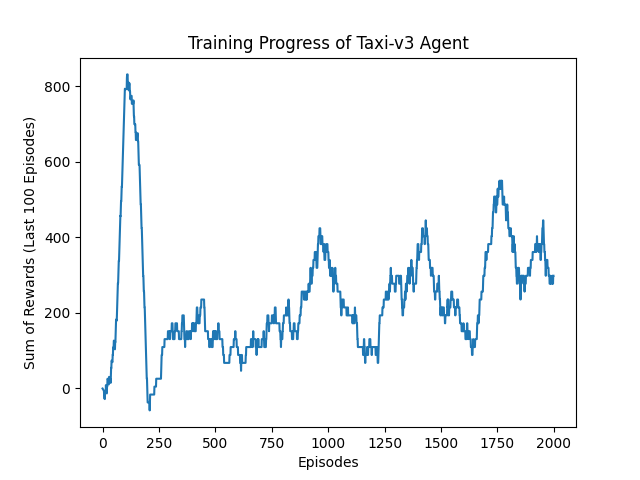 Training Progress of Taxi-v3 Agent
Sum of Rewards (Last 100 Episodes)
800
600
400
200
0
0 250 500 750 1000 1250 1500 1750 2000
Episodes